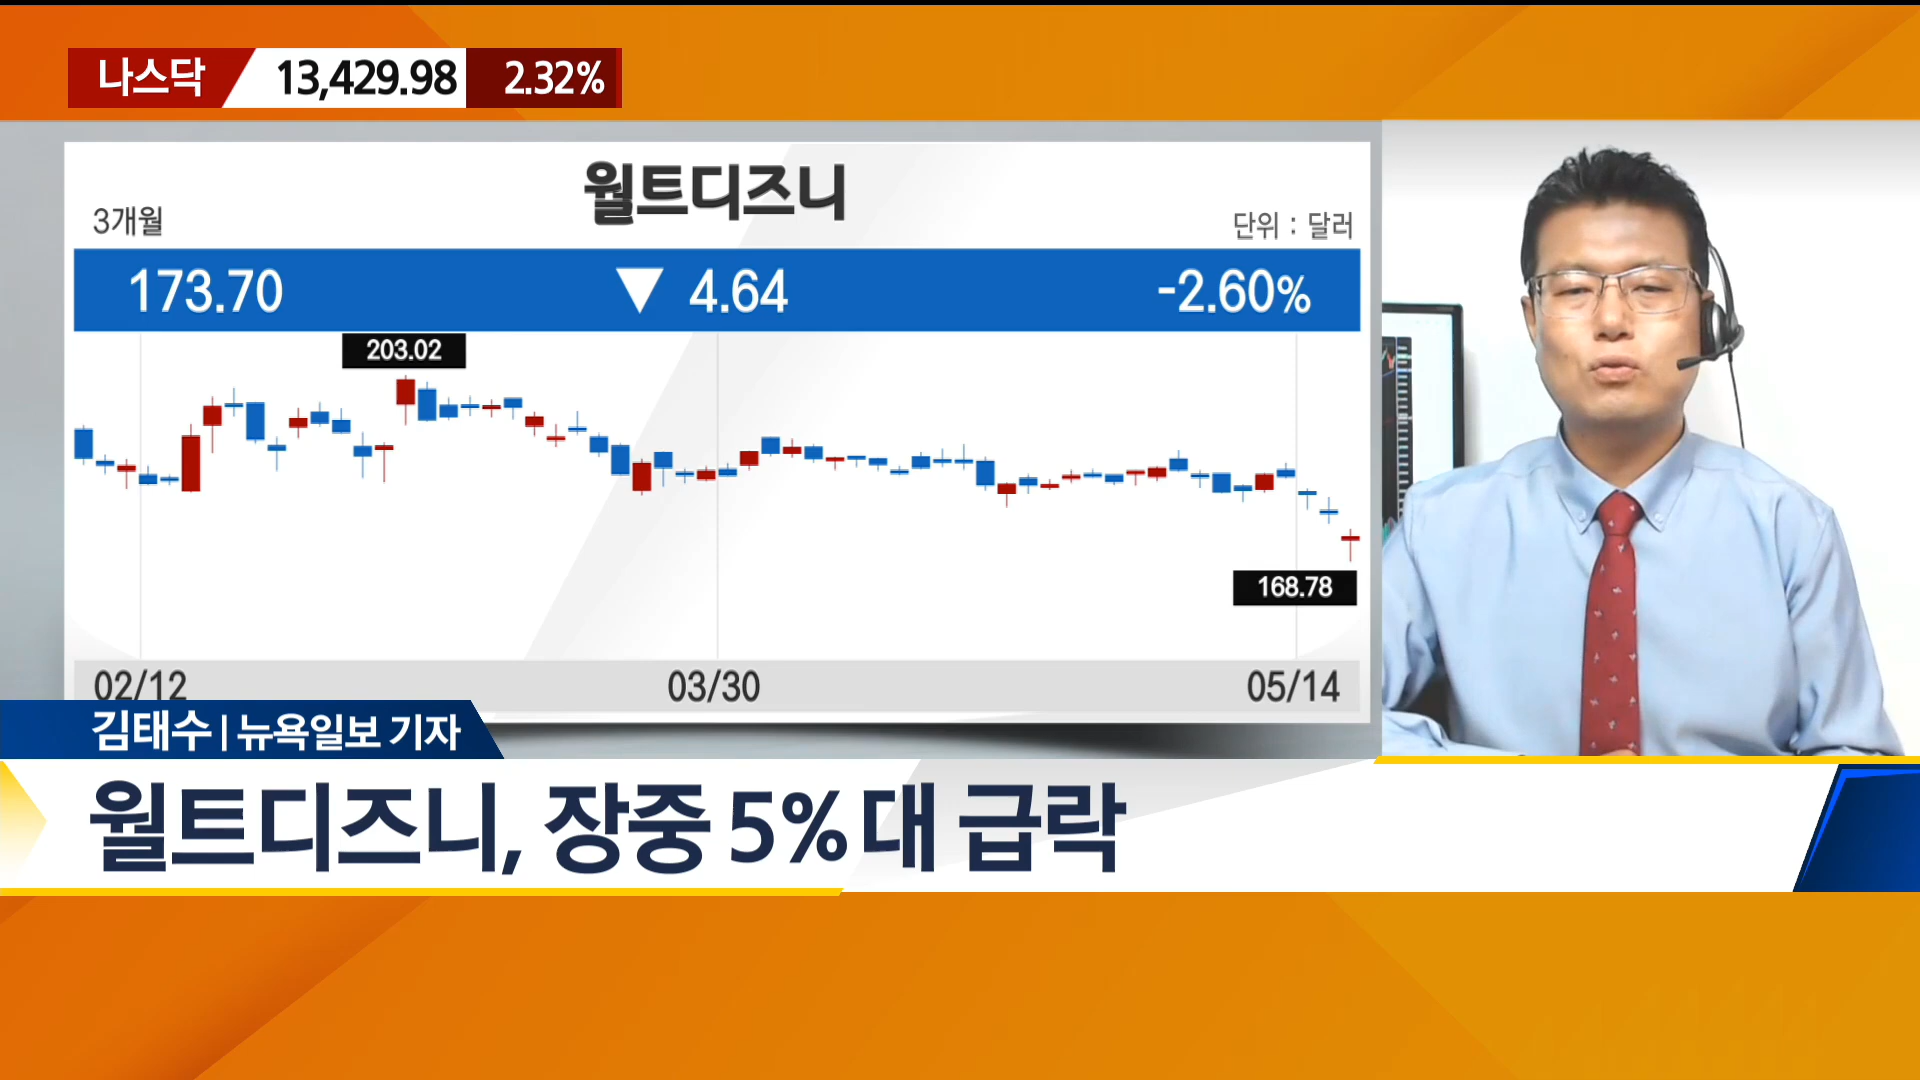 나스닥 13,429.98 2.32%
월트디즈니
3개월 단위 : 달러
173.70 ▼ 4.64 -2.60%
203.02
168.78
02/12 03/30 05/14
김태수 | 뉴욕일보 기자
월트디즈니, 장중 5%대 급락